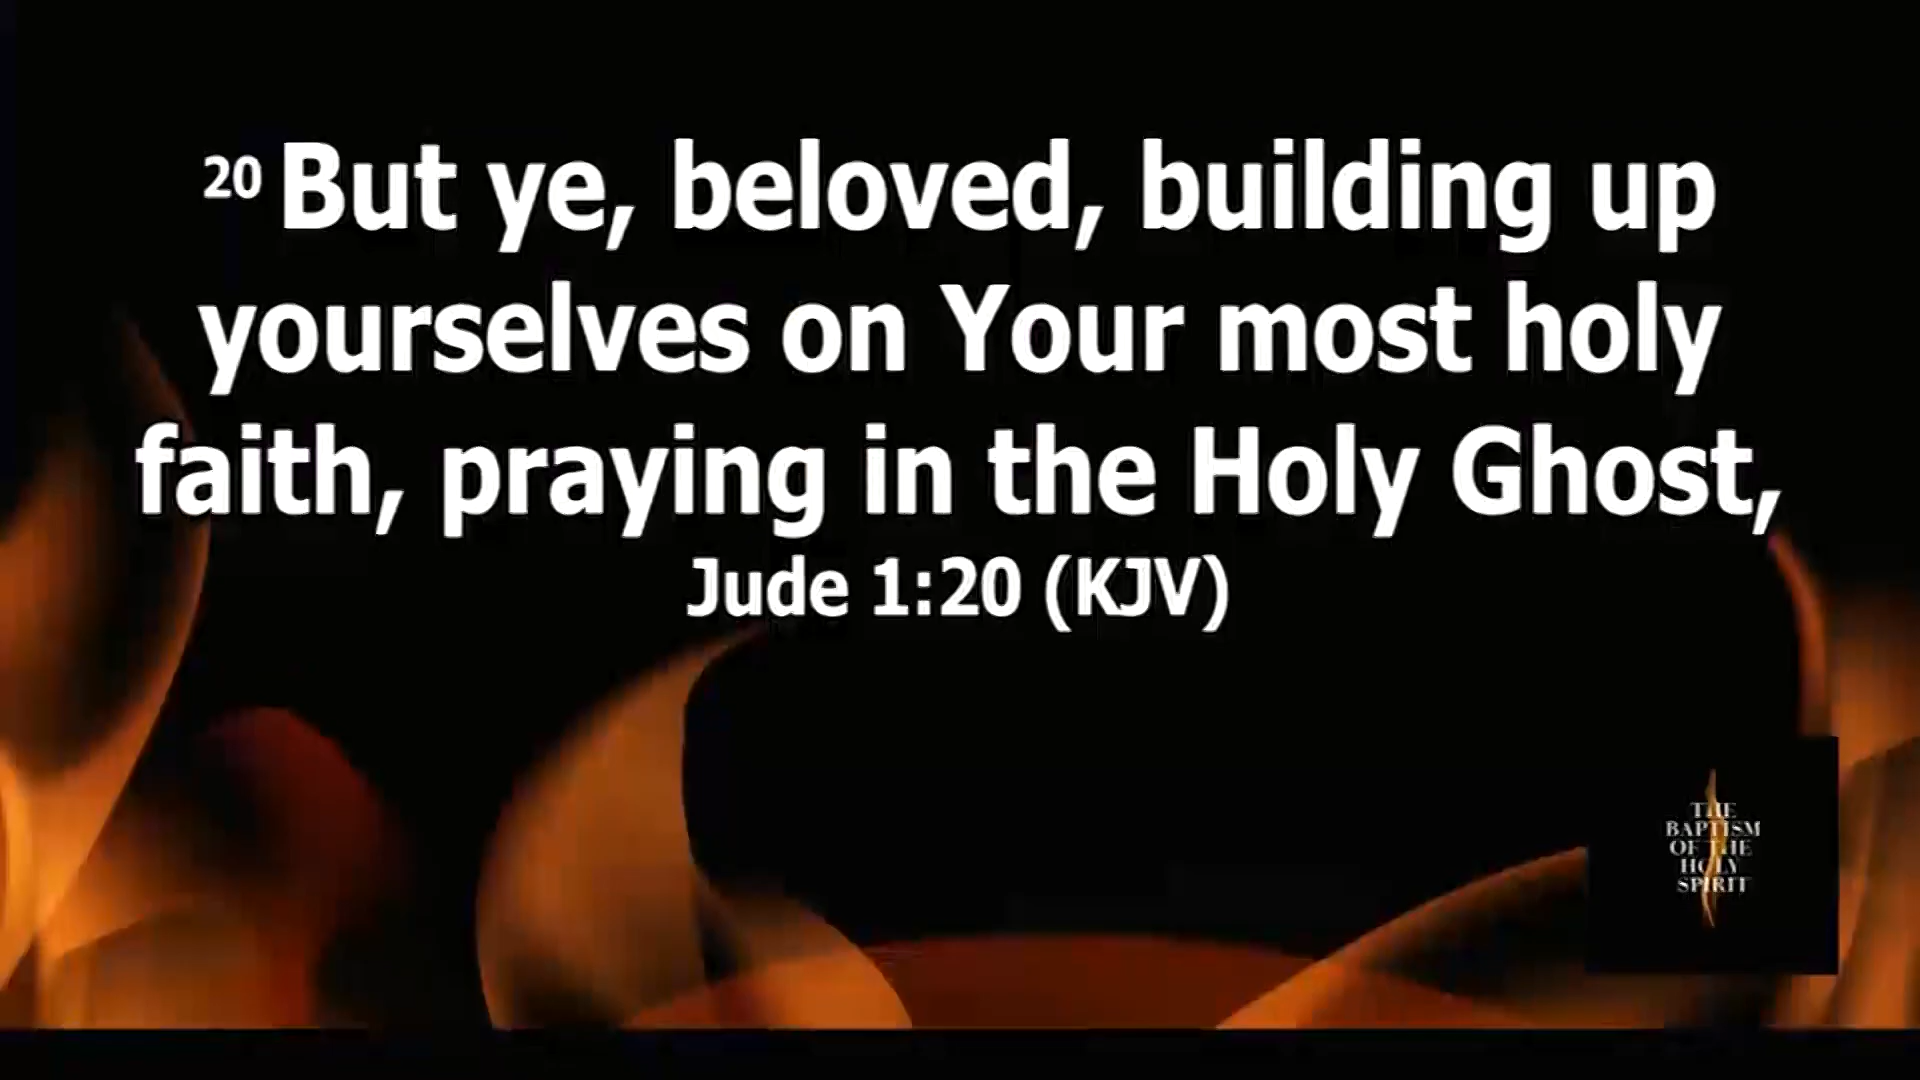 20 But ye, beloved, building up
yourselves on Your most holy
faith, praying in the Holy Ghost,
Jude 1:20 (KJV)
THE
BAPTISM
OF THE
HOLY
SPIRIT